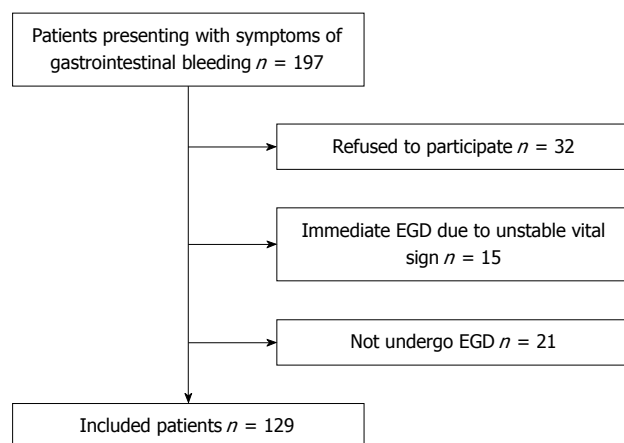 Patients presenting with symptoms of
gastrointestinal bleeding n = 197
Refused to participate n = 32
Immediate EGD due to unstable vital
sign n = 15
Not undergo EGD n = 21
Included patients n = 129